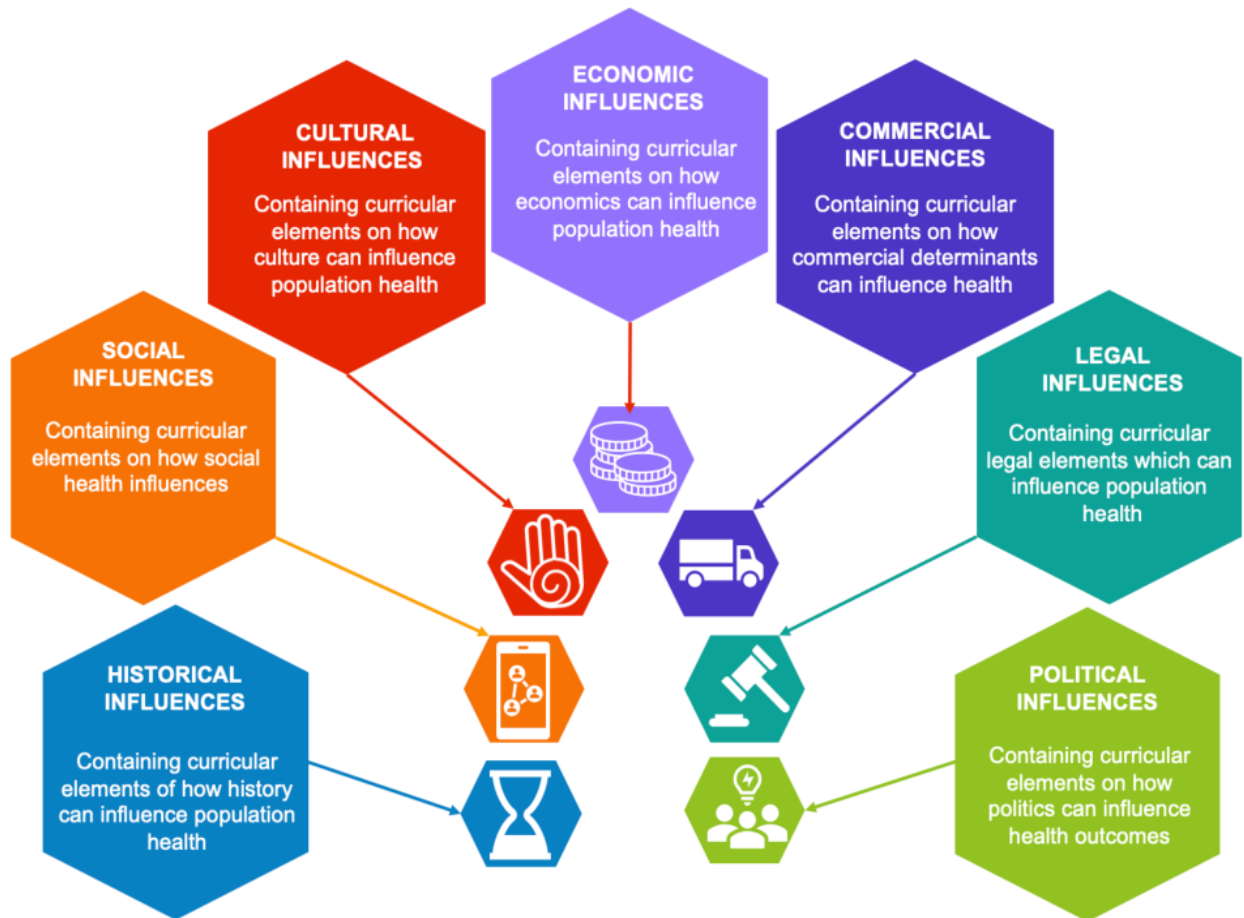 ECONOMIC
INFLUENCES
Containing curricular
elements on how
economics can influence
population health
CULTURAL
INFLUENCES
Containing curricular
elements on how
culture can influence
population health
COMMERCIAL
INFLUENCES
Containing curricular
elements on how
commercial determinants
can influence health
SOCIAL
INFLUENCES
Containing curricular
elements on how social
health influences
LEGAL
INFLUENCES
Containing curricular
legal elements which can
influence population
health
HISTORICAL
INFLUENCES
Containing curricular
elements of how history
can influence population
health
POLITICAL
INFLUENCES
Containing curricular
elements on how
politics can influence
health outcomes